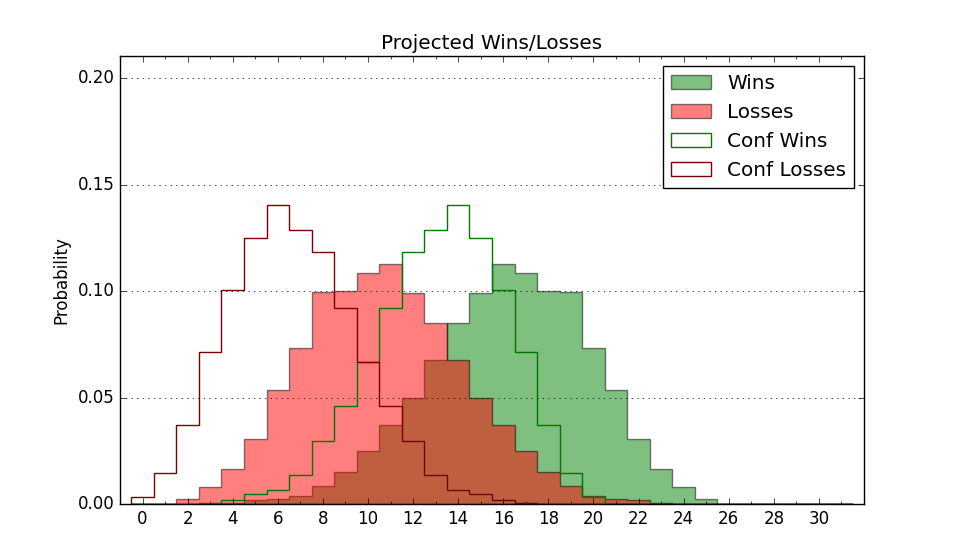 Projected Wins/Losses
0.20
0.15
0.10
0.05
0.00
Probability
Wins
Losses
Conf Wins
Conf Losses
0 2 4 6 8 10 12 14 16 18 20 22 24 26 28 30